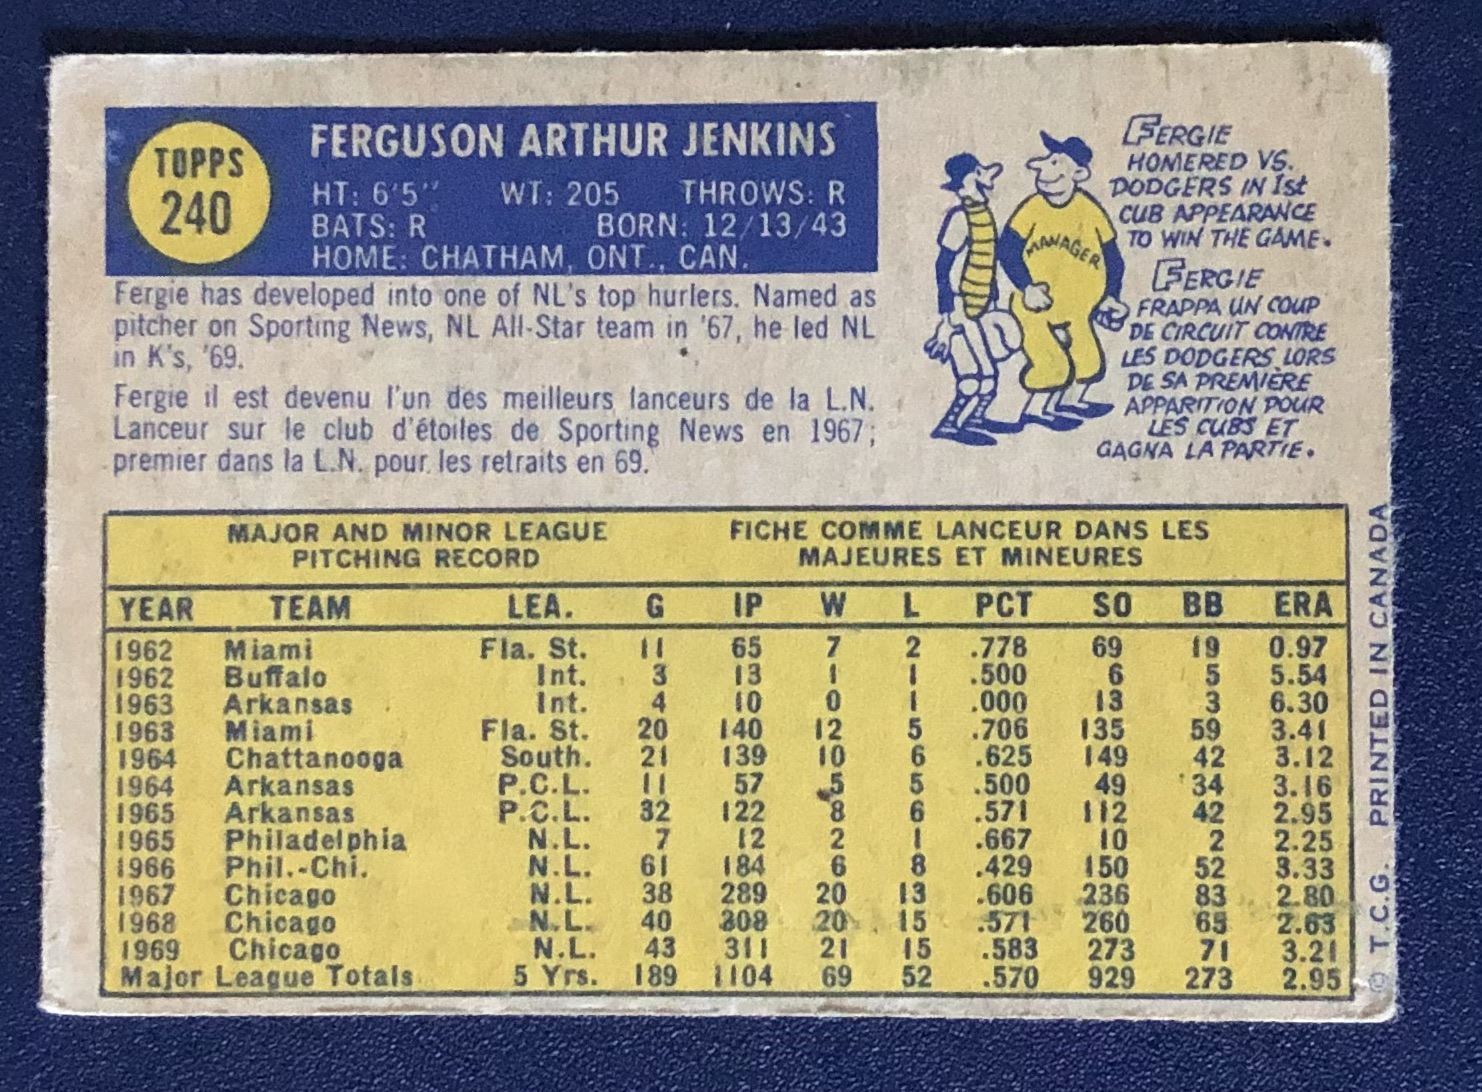 TOPPS
240
FERGUSON ARTHUR JENKINS
HT: 6'5" WT: 205 THROWS: R
BATS: R BORN: 12/13/43
HOME: CHATHAM, ONT., CAN.
Fergie has developed into one of NL's top hurlers. Named as
pitcher on Sporting News, NL All-Star team in '67, he led NL
in K's, '69.
Fergie il est devenu l'un des meilleurs lanceurs de la L.N.
Lanceur sur le club d'étoiles de Sporting News en 1967;
premier dans la L.N. pour les retraits en 69.
FERGIE
HOMERED VS.
DODGERS IN 1st
CUB APPEARANCE
TO WIN THE GAME.
FERGIE
FRAPPA UN COUP
DE CIRCUIT CONTRE
LES DODGERS LORS
DE SA PREMIÈRE
APPARITION POUR
LES CUBS ET
GAGNA LA PARTIE.
MANAGER
MAJOR AND MINOR LEAGUE
PITCHING RECORD
FICHE COMME LANCEUR DANS LES
MAJEURES ET MINEURES
YEAR TEAM LEA. G IP W L PCT SO BB ERA
1962 Miami Fla. St. 11 65 7 2 .778 69 19 0.97
1962 Buffalo Int. 3 13 1 1 .500 6 5 5.54
1963 Arkansas Int. 4 10 0 1 .000 13 3 6.30
1963 Miami Fla. St. 20 140 12 5 .706 135 59 3.41
1964 Chattanooga South. 21 139 10 6 .625 149 42 3.12
1964 Arkansas P.C.L. 11 57 5 5 .500 49 34 3.16
1965 Arkansas P.C.L. 32 122 8 6 .571 112 42 2.95
1965 Philadelphia N.L. 7 12 2 1 .667 10 2 2.25
1966 Phil.-Chi. N.L. 61 184 6 8 .429 150 52 3.33
1967 Chicago N.L. 38 289 20 13 .606 236 83 2.80
1968 Chicago N.L. 40 308 20 15 .571 260 65 2.63
1969 Chicago N.L. 43 311 21 15 .583 273 71 3.21
Major League Totals 5 Yrs. 189 1104 69 52 .570 929 273 2.95
© T.C.G. PRINTED IN CANADA